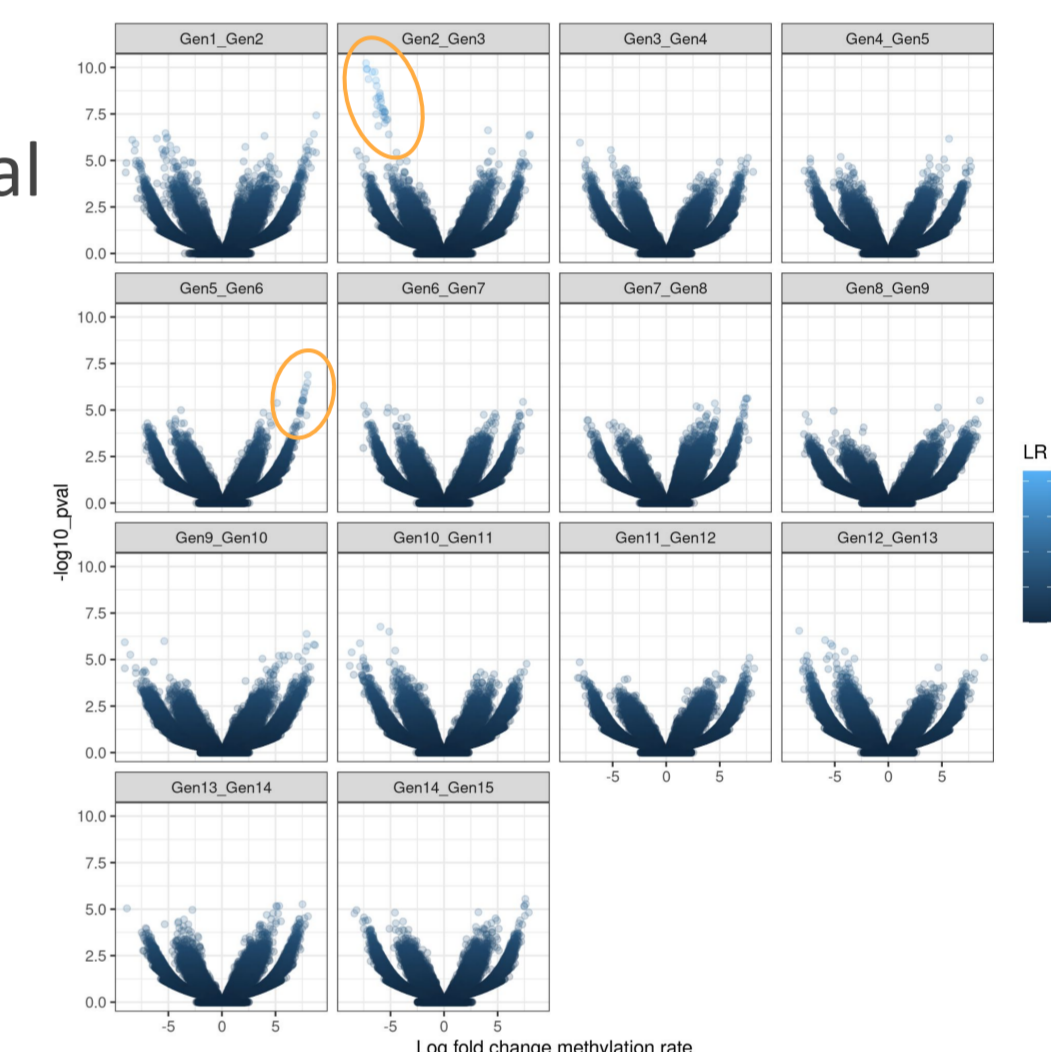 al
Gen1_Gen2 Gen2_Gen3 Gen3_Gen4 Gen4_Gen5
10.0
7.5
5.0
2.5
0.0
Gen5_Gen6 Gen6_Gen7 Gen7_Gen8 Gen8_Gen9
10.0
7.5
5.0
2.5
0.0
LR
-log10_pval
Gen9_Gen10 Gen10_Gen11 Gen11_Gen12 Gen12_Gen13
10.0
7.5
5.0
2.5
0.0
-5 0 5 -5 0 5
Gen13_Gen14 Gen14_Gen15
10.0
7.5
5.0
2.5
0.0
-5 0 5 -5 0 5
Log fold change methylation rate